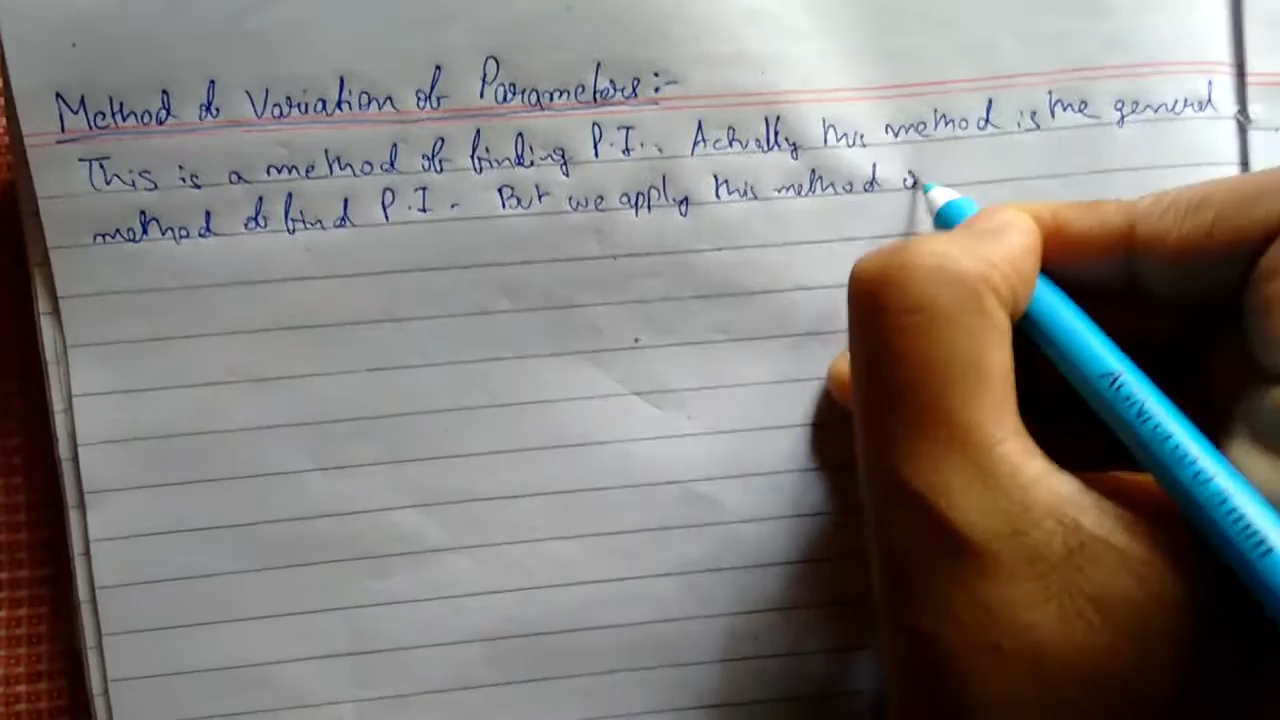 Method of Variation of Parameters:-
This is a method of finding P.I.. Actually this method is the general
method of find P.I. But we apply this method